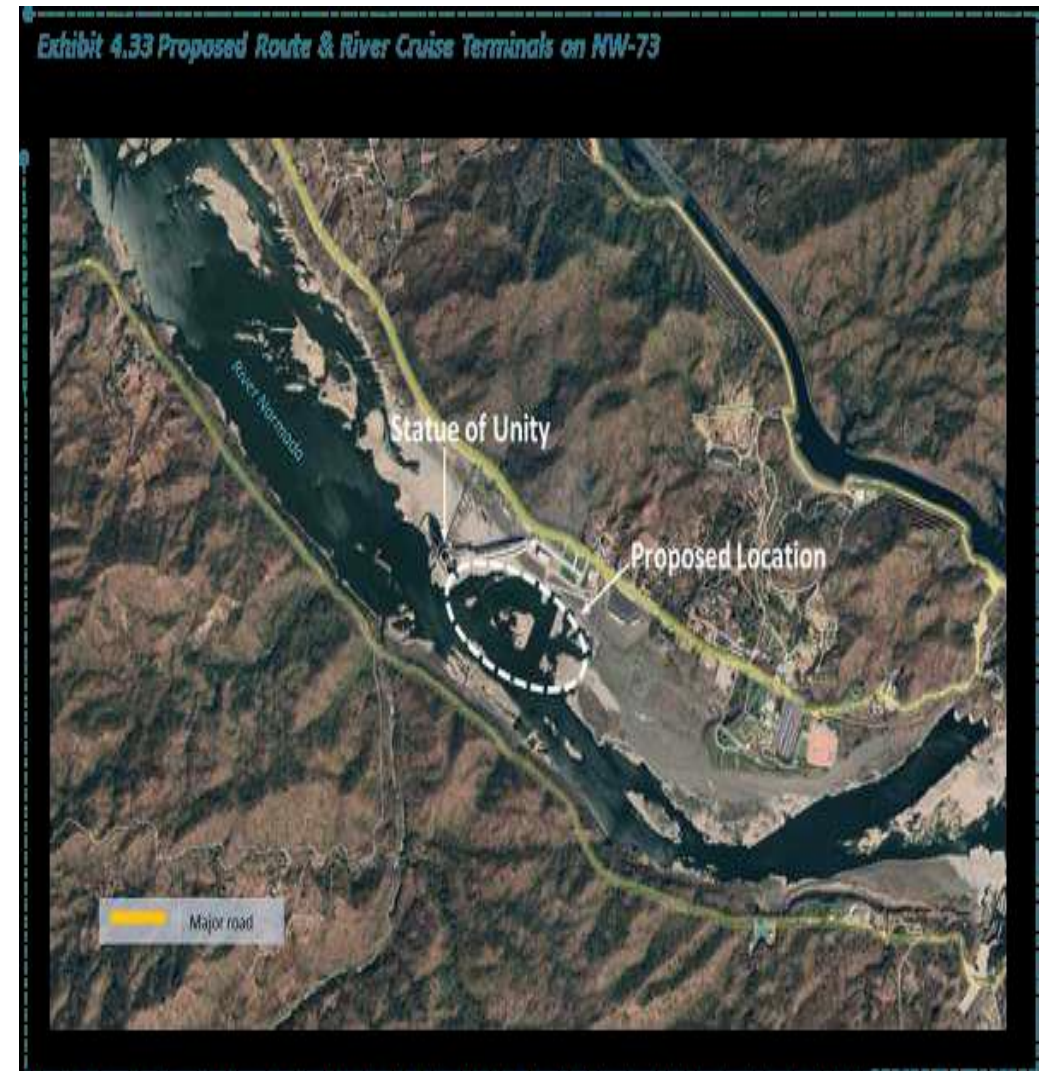 Exhibit 4.33 Proposed Route & River Cruise Terminals on NW-73
River Narmada
Statue of Unity
Proposed Location
Major road